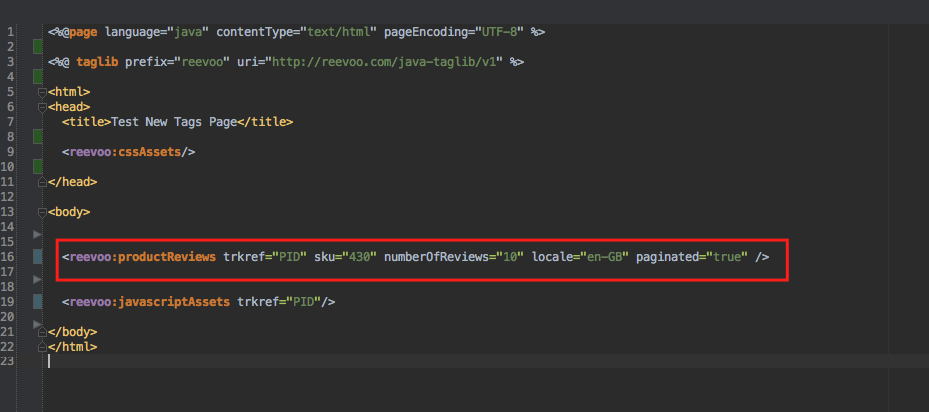 1 <%@page language="java" contentType="text/html" pageEncoding="UTF-8" %>
2
3 <%@ taglib prefix="reevoo" uri="http://reevoo.com/java-taglib/v1" %>
4
5 <html>
6 <head>
7 <title>Test New Tags Page</title>
8
9 <reevoo:cssAssets/>
10
11 </head>
12
13 <body>
14
15
16 <reevoo:productReviews trkref="PID" sku="430" numberOfReviews="10" locale="en-GB" paginated="true" />
17
18
19 <reevoo:javascriptAssets trkref="PID"/>
20
21 </body>
22 </html>
23